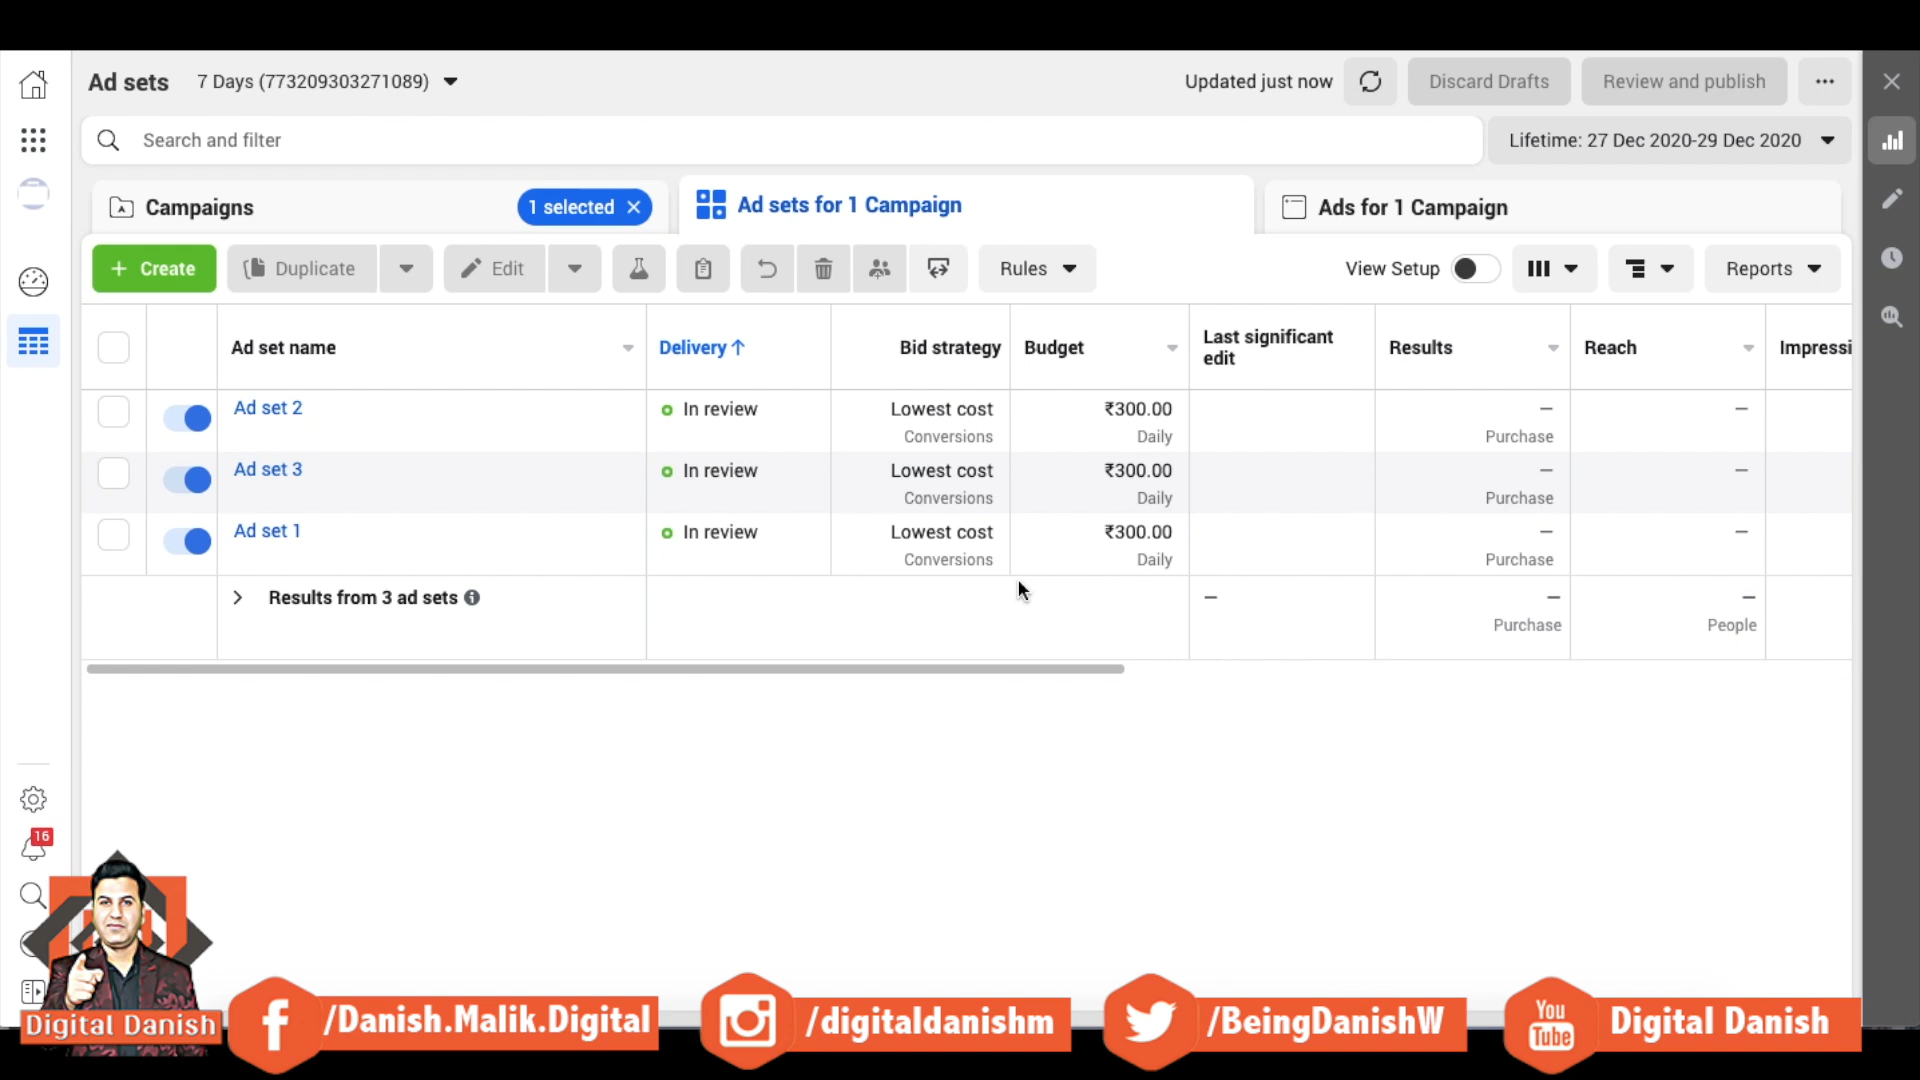 Ad sets 7 Days (773209303271089) Updated just now Discard Drafts Review and publish
Search and filter Lifetime: 27 Dec 2020-29 Dec 2020
Campaigns 1 selected Ad sets for 1 Campaign Ads for 1 Campaign
+ Create Duplicate Edit Rules View Setup Reports
Ad set name Delivery ↑ Bid strategy Budget Last significant edit Results Reach Impressi
Ad set 2 In review Lowest cost ₹300.00 — —
Conversions Daily Purchase
Ad set 3 In review Lowest cost ₹300.00 — —
Conversions Daily Purchase
Ad set 1 In review Lowest cost ₹300.00 — —
Conversions Daily Purchase
Results from 3 ad sets — — —
Purchase People
16
Digital Danish
/Danish.Malik.Digital
/digitaldanishm
/BeingDanishW
You
Tube
Digital Danish